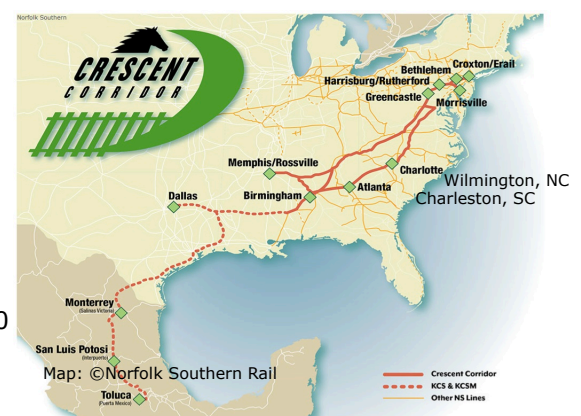 Norfolk Southern
CRESCENT
CORRIDOR
Croxton/Erail
Bethlehem
Harrisburg/Rutherford
Greencastle
Morrisville
Memphis/Rossville
Charlotte
Wilmington, NC
Charleston, SC
Dallas
Birmingham
Atlanta
Monterrey
(Salinas Victoria)
0
San Luis Potosi
(Interpuerto)
Map: ©Norfolk Southern Rail
Toluca
(Puerta Mexico)
Crescent Corridor
KCS & KCSM
Other NS Lines